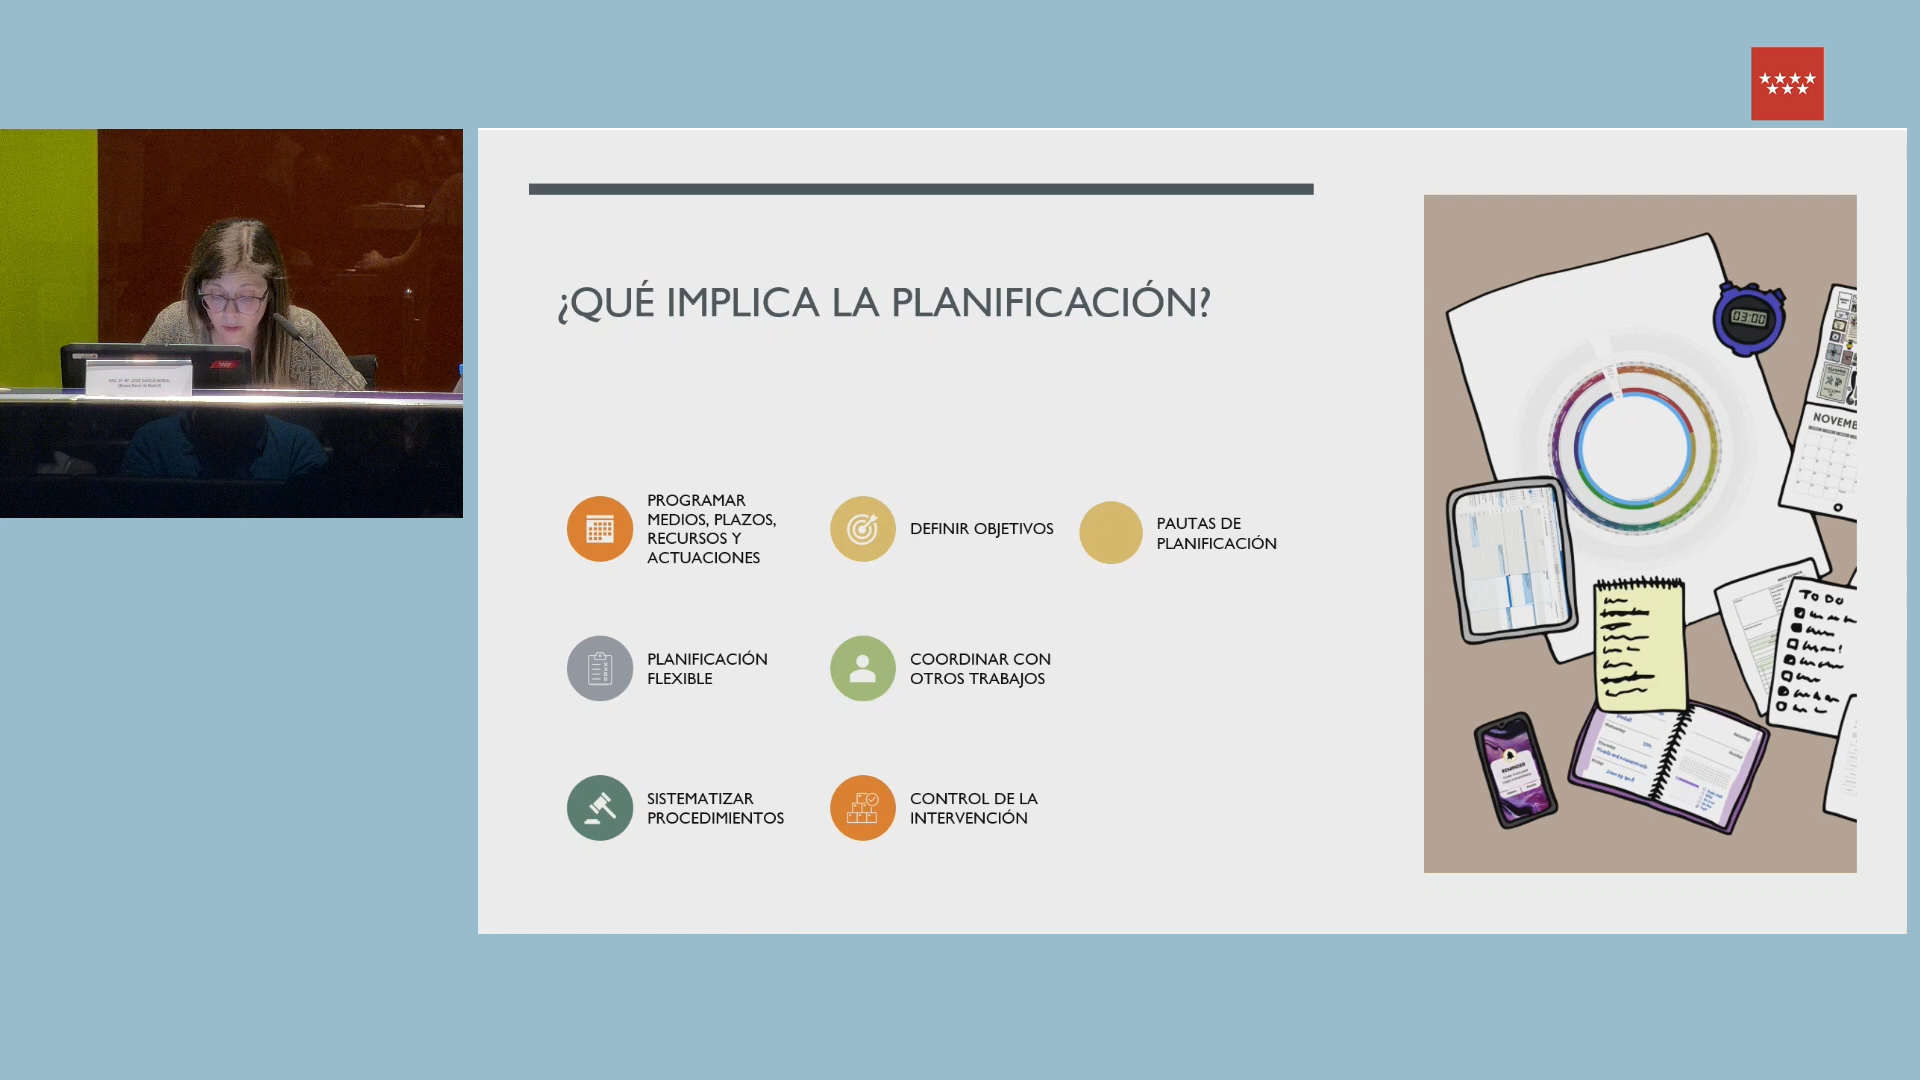 ¿QUÉ IMPLICA LA PLANIFICACIÓN?
PROGRAMAR
MEDIOS, PLAZOS,
RECURSOS Y
ACTUACIONES
DEFINIR OBJETIVOS
PAUTAS DE
PLANIFICACIÓN
PLANIFICACIÓN
FLEXIBLE
COORDINAR CON
OTROS TRABAJOS
SISTEMATIZAR
PROCEDIMIENTOS
CONTROL DE LA
INTERVENCIÓN
03:00
NOVEMB
TO DO
REMINDER